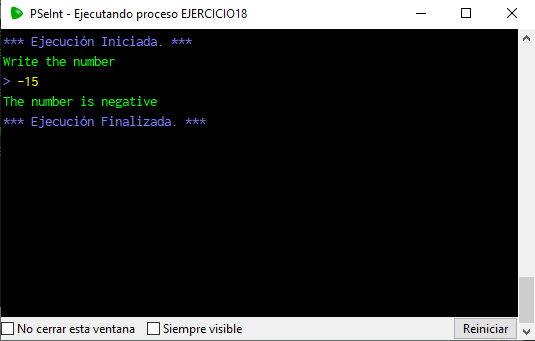 PSeInt - Ejecutando proceso EJERCICIO18
*** Ejecución Iniciada. ***
Write the number
> -15
The number is negative
*** Ejecución Finalizada. ***
No cerrar esta ventana
Siempre visible
Reiniciar